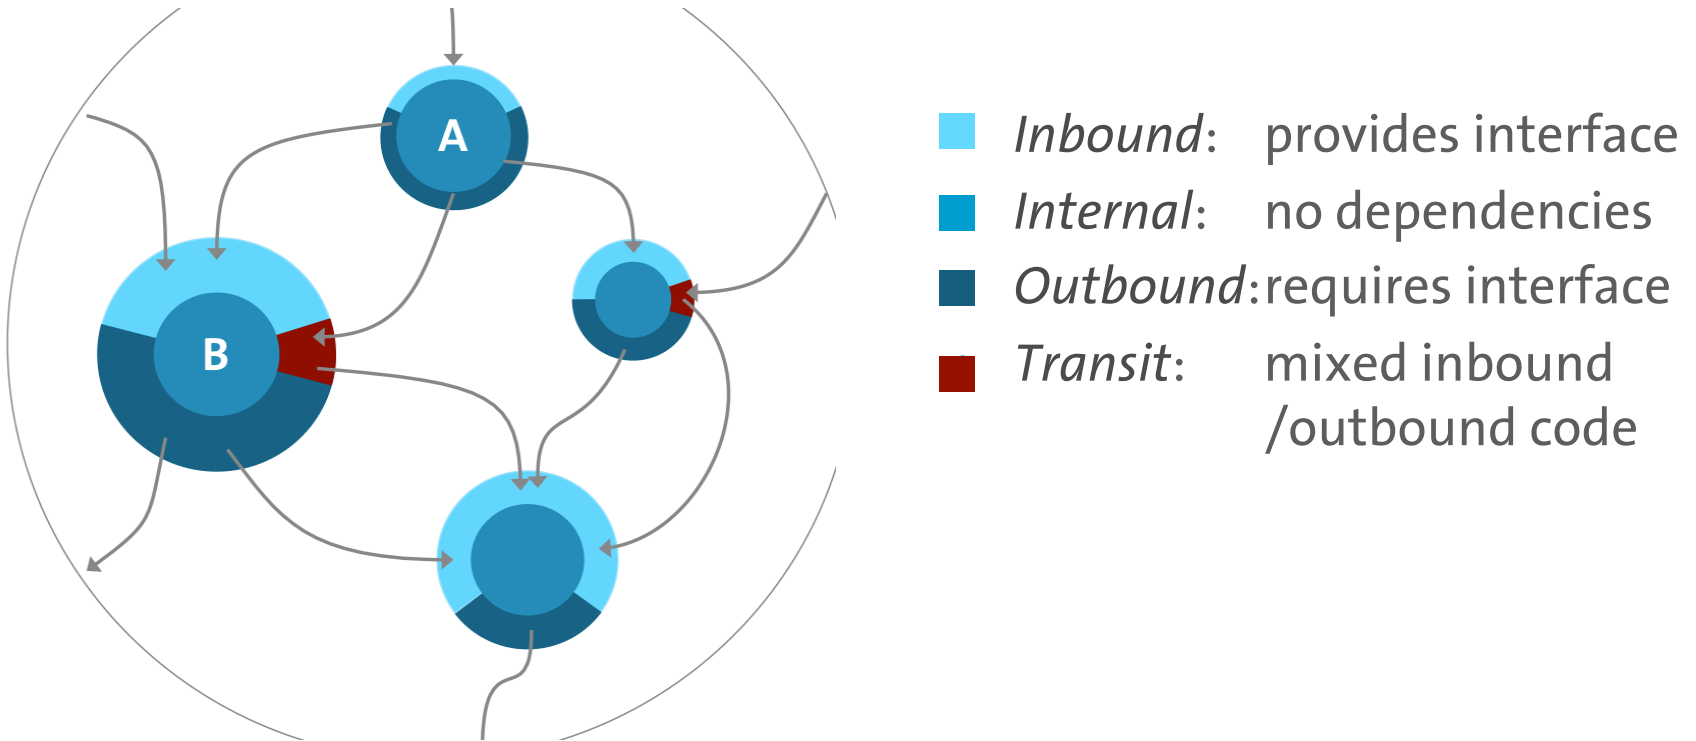 A
B
Inbound: provides interface
Internal: no dependencies
Outbound: requires interface
Transit: mixed inbound
/outbound code